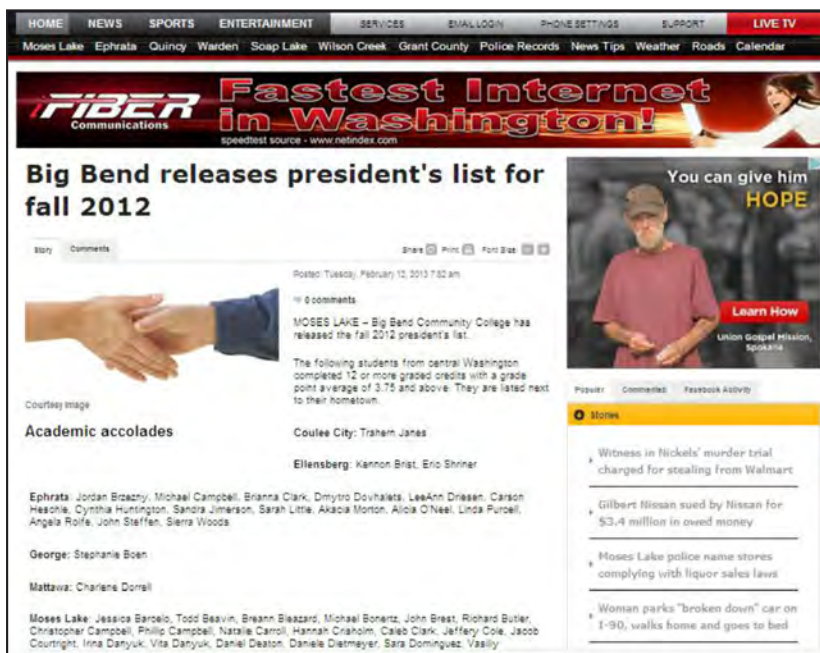 HOME NEWS SPORTS ENTERTAINMENT SERVICES EMAIL LOGIN PHONE SETTINGS SUPPORT LIVE TV
Moses Lake Ephrata Quincy Warden Soap Lake Wilson Creek Grant County Police Records News Tips Weather Roads Calendar
iFIBER
Communications
Fastest Internet
in Washington!
speedtest source - www.netindex.com
Big Bend releases president's list for
fall 2012
Story Comments
Share Print Font Size:
Posted: Tuesday, February 12, 2013 7:52 am
0 comments
MOSES LAKE – Big Bend Community College has
released the fall 2012 president's list.
The following students from central Washington
completed 12 or more graded credits with a grade
point average of 3.75 and above. They are listed next
to their hometown.
Courtesy image
Academic accolades
Coulee City: Trahern Janes
Ellensberg: Kennon Brist, Eric Shriner
Ephrata: Jordan Brzezny, Michael Campbell, Brianna Clark, Dmytro Dovhalets, LeeAnn Driesen, Carson
Heschle, Cynthia Huntington, Sandra Jimerson, Sarah Little, Akacia Morton, Alicia O'Neel, Linda Purcell,
Angela Rolfe, John Steffen, Sierra Woods
George: Stephanie Boen
Mattawa: Charlene Dorrell
Moses Lake: Jessica Barcelo, Todd Beavin, Breann Bleazard, Michael Bonertz, John Brest, Richard Butler,
Christopher Campbell, Phillip Campbell, Natalie Carroll, Hannah Chisholm, Caleb Clark, Jeffery Cole, Jacob
Courtright, Irina Danyuk, Vita Danyuk, Daniel Deaton, Daniele Dietmeyer, Sara Dominguez, Vasiliy
You can give him
HOPE
Learn How
Union Gospel Mission,
Spokane
Popular Commented Facebook Activity
Stories
Witness in Nickels' murder trial
charged for stealing from Walmart
Gilbert Nissan sued by Nissan for
$3.4 million in owed money
Moses Lake police name stores
complying with liquor sales laws
Woman parks "broken down" car on
I-90, walks home and goes to bed